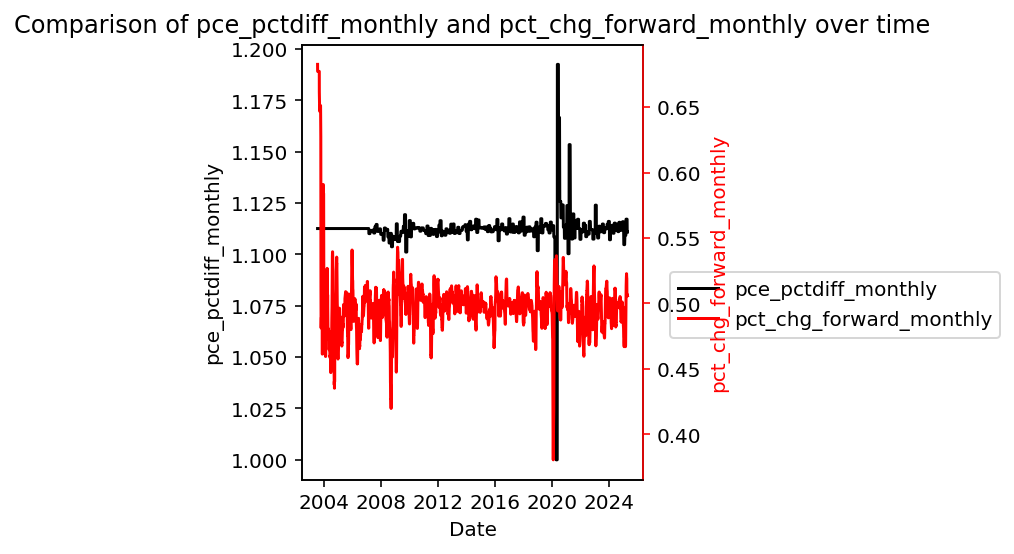 Comparison of pce_pctdiff_monthly and pct_chg_forward_monthly over time
pce_pctdiff_monthly
1.200
1.175
1.150
1.125
1.100
1.075
1.050
1.025
1.000
2004 2008 2012 2016 2020 2024
Date
0.65
0.60
0.55
0.50
0.45
0.40
pct_chg_forward_monthly
pce_pctdiff_monthly
pct_chg_forward_monthly